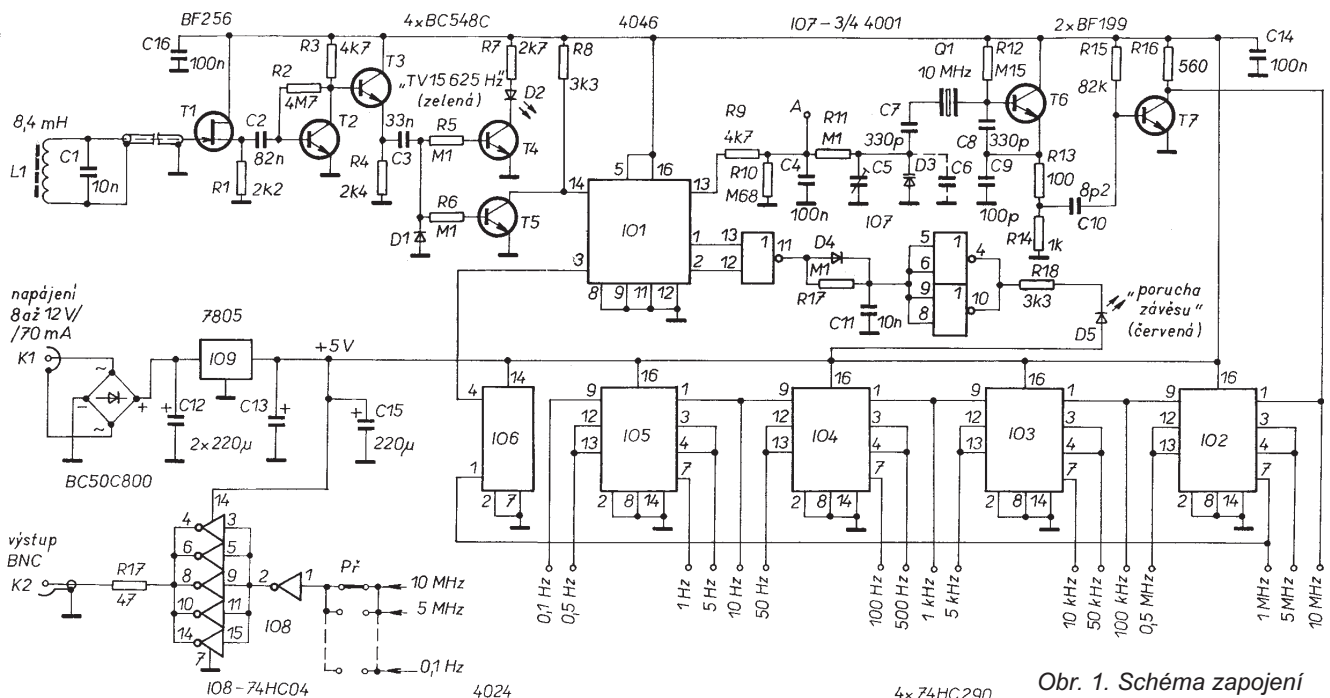 BF256
4xBC548C
4046
IO7-3/4 4001
2xBF199
C16
100n
R3
4k7
R2
4M7
T3
„TV15 625 Hz"
(zelená)
R7
2k7
D2
R8
3k3
Q1
10 MHz
R12
M15
R15
82k
R16
560
C14
100n
8,4 mH
L1
C1
10n
T1
C2
82n
R1
2k2
T2
33n
C3
R4
2k4
R5
M1
T4
R6
M1
T5
D1
14
5
16
13
IO1
1
2
3
8
9
11
12
R9
4k7
R10
M68
A
C4
100n
R11
M1
C5
C7
330p
D3
C6
C8
330p
C9
100p
T6
R13
100
8p2
C10
R14
1k
T7
IO7
13
12
1
11
D4
M1
R17
C11
10n
5
6
9
8
1
1
4
10
R18
3k3
D5
„porucha
závěsu"
(červená)
napájení
8 až 12 V/
/70 mA
K1
~
~
-
+
BC50C800
7805
IO9
+5 V
+
C12
C13
+
2×220µ
+
C15
220µ
14
4
1
IO6
2
7
16
9
12
13
IO5
1
3
4
7
2
8
14
16
9
12
13
IO4
1
3
4
7
2
8
14
16
9
12
13
IO3
1
3
4
7
2
8
14
16
9
12
13
IO2
1
3
4
7
2
8
14
výstup
BNC
K2
R17
47
14
4
3
6
5
8
9
10
11
14
15
7
2
1
IO8
Př
10 MHz
5 MHz
0,1 Hz
0,1 Hz
0,5 Hz
1 Hz
5 Hz
10 Hz
50 Hz
100 Hz
500 Hz
1 kHz
5 kHz
10 kHz
50 kHz
100 kHz
0,5 MHz
1 MHz
5 MHz
10 MHz
IO8-74HC04
4024
4x74HC290
Obr. 1. Schéma zapojení